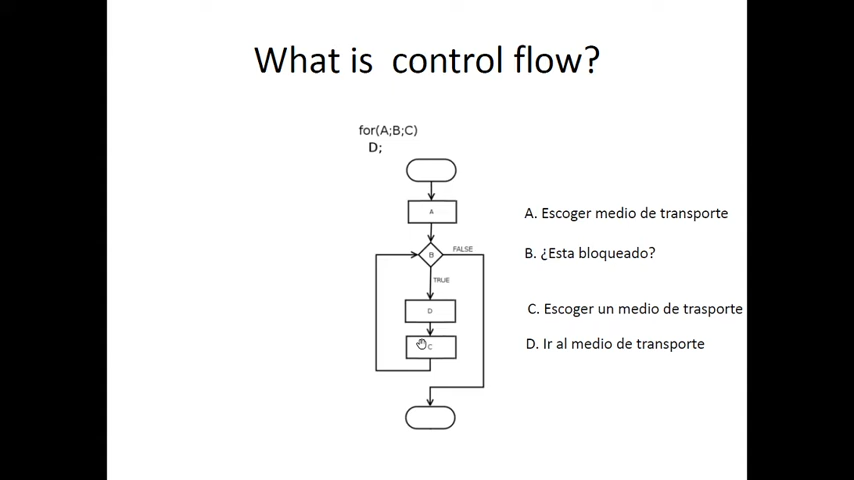 What is control flow?
for(A;B;C)
D;
A
A. Escoger medio de transporte
FALSE
B
B. ¿Esta bloqueado?
TRUE
D
C. Escoger un medio de trasporte
C
D. Ir al medio de transporte